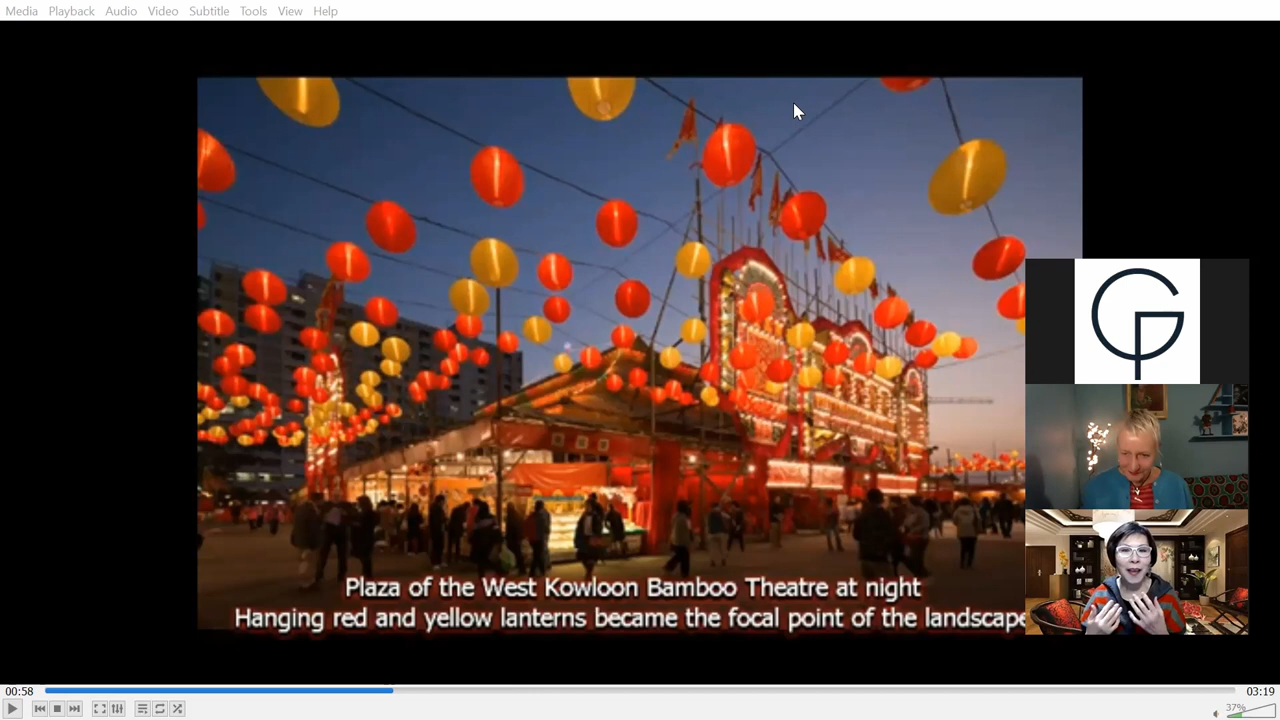 Media Playback Audio Video Subtitle Tools View Help
Plaza of the West Kowloon Bamboo Theatre at night
Hanging red and yellow lanterns became the focal point of the landscape
00:58
03:19
37%